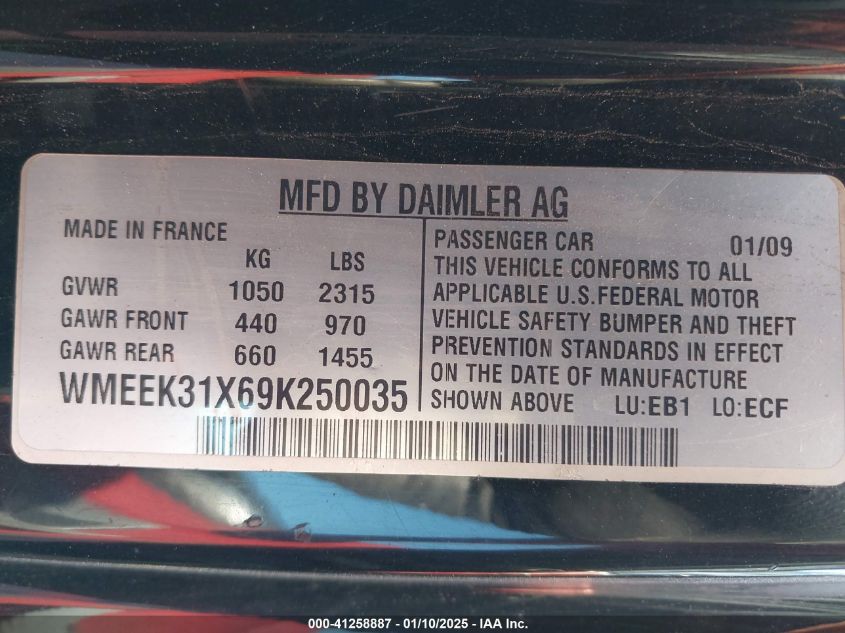 MFD BY DAIMLER AG
MADE IN FRANCE
KG LBS
GVWR 1050 2315
GAWR FRONT 440 970
GAWR REAR 660 1455
WMEEK31X69K250035
PASSENGER CAR 01/09
THIS VEHICLE CONFORMS TO ALL
APPLICABLE U.S.FEDERAL MOTOR
VEHICLE SAFETY BUMPER AND THEFT
PREVENTION STANDARDS IN EFFECT
ON THE DATE OF MANUFACTURE
SHOWN ABOVE LU:EB1 LO:ECF
000-41258887 - 01/10/2025 - IAA Inc.